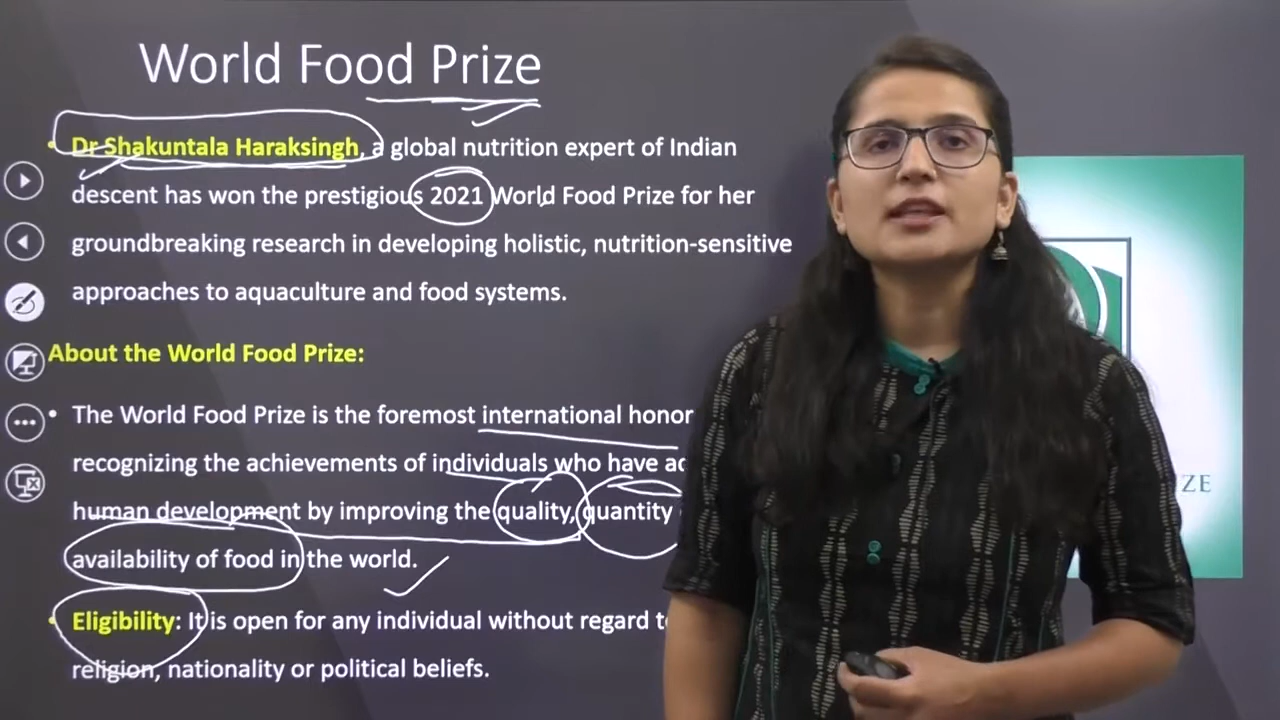 World Food Prize
• Dr Shakuntala Haraksingh, a global nutrition expert of Indian
descent has won the prestigious 2021 World Food Prize for her
groundbreaking research in developing holistic, nutrition-sensitive
approaches to aquaculture and food systems.
About the World Food Prize:
• The World Food Prize is the foremost international honor
recognizing the achievements of individuals who have
human development by improving the quality, quantity
availability of food in the world.
• Eligibility: It is open for any individual without regard
religion, nationality or political beliefs.